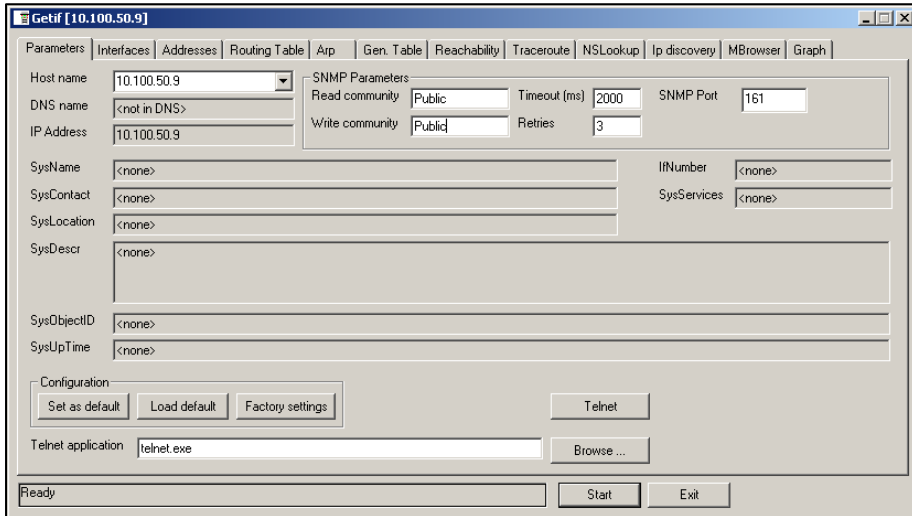 Getif [10.100.50.9]
Parameters Interfaces Addresses Routing Table Arp Gen. Table Reachability Traceroute NSLookup Ip discovery MBrowser Graph
Host name 10.100.50.9
DNS name <not in DNS>
IP Address 10.100.50.9
SNMP Parameters
Read community Public Timeout (ms) 2000 SNMP Port 161
Write community Public Retries 3
SysName <none> IfNumber <none>
SysContact <none> SysServices <none>
SysLocation <none>
SysDescr <none>
SysObjectID <none>
SysUpTime <none>
Configuration
Set as default Load default Factory settings Telnet
Telnet application telnet.exe Browse ...
Ready Start Exit